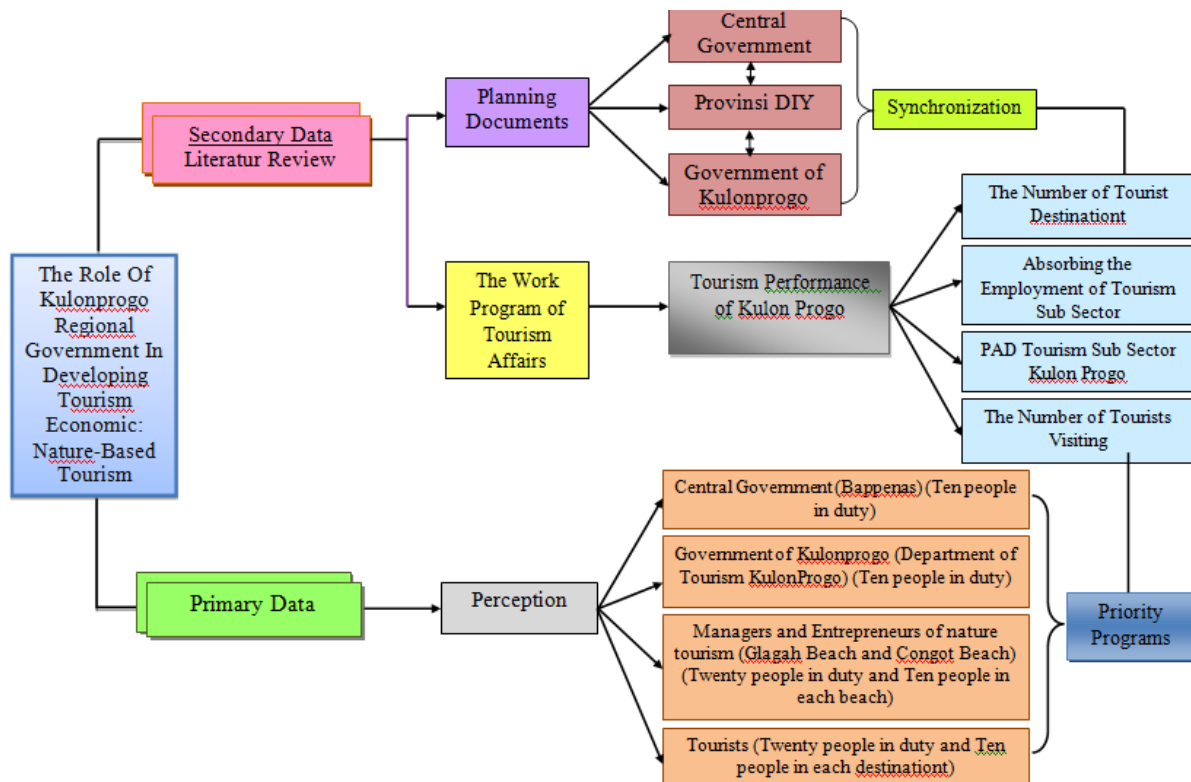 Central
Government
Planning
Documents
Provinsi DIY
Synchronization
Secondary Data
Literatur Review
Government of
Kulonprogo
The Number of Tourist
Destinationt
The Role Of
Kulonprogo
Regional
Government In
Developing
Tourism
Economic:
Nature-Based
Tourism
The Work
Program of
Tourism
Affairs
Tourism Performance
of Kulon Progo
Absorbing the
Employment of Tourism
Sub Sector
PAD Tourism Sub Sector
Kulon Progo
The Number of Tourists
Visiting
Central Government (Bappenas) (Ten people
in duty)
Government of Kulonprogo (Department of
Tourism KulonProgo) (Ten people in duty)
Primary Data
Perception
Managers and Entrepreneurs of nature
tourism (Glagah Beach and Congot Beach)
(Twenty people in duty and Ten people in
each beach)
Priority
Programs
Tourists (Twenty people in duty and Ten
people in each destinationt)